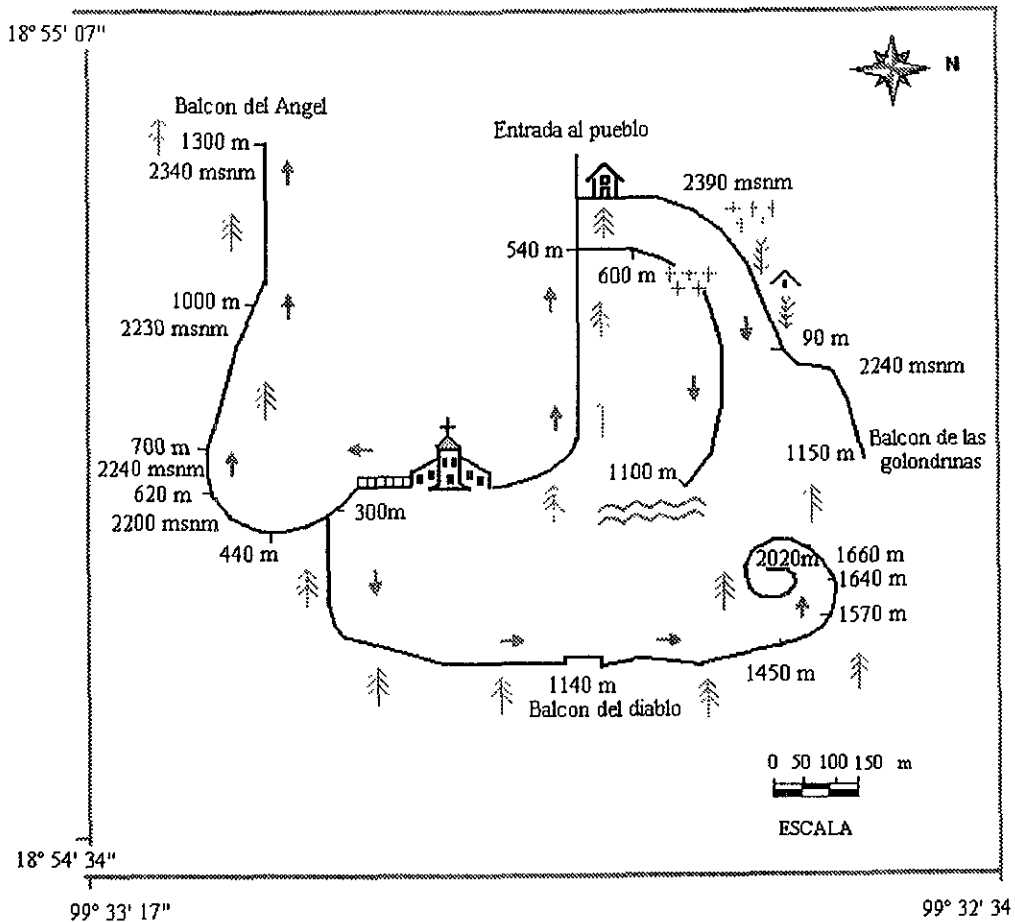 18° 55' 07"
N
Balcon del Angel
1300 m
2340 msnm
Entrada al pueblo
2390 msnm
540 m
600 m
1000 m
2230 msnm
90 m
2240 msnm
700 m
2240 msnm
620 m
2200 msnm
440 m
300m
1100 m
1150 m
Balcon de las
golondrinas
2020m
1660 m
1640 m
1570 m
1450 m
1140 m
Balcon del diablo
0 50 100 150 m
ESCALA
18° 54' 34"
99° 33' 17"
99° 32' 34